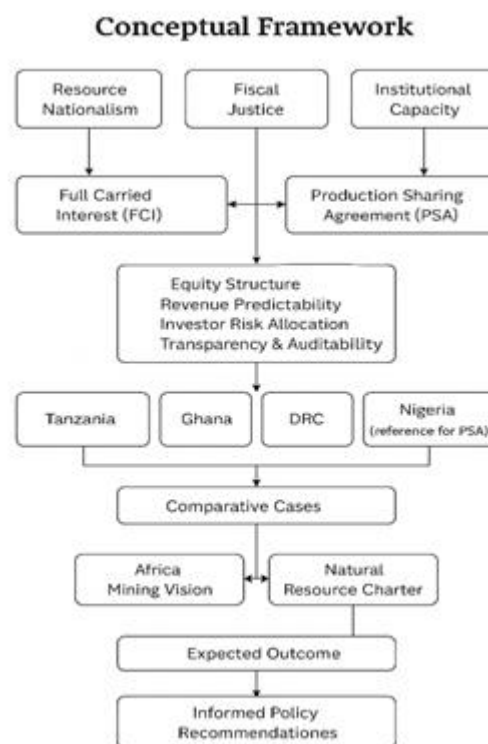 Conceptual Framework
Resource
Nationalism
Fiscal
Justice
Institutional
Capacity
Full Carried
Interest (FCI)
Production Sharing
Agreement (PSA)
Equity Structure
Revenue Predictability
Investor Risk Allocation
Transparency & Auditability
Tanzania
Ghana
DRC
Nigeria
(reference for PSA)
Comparative Cases
Africa
Mining Vision
Natural
Resource Charter
Expected Outcome
Informed Policy
Recommendationes